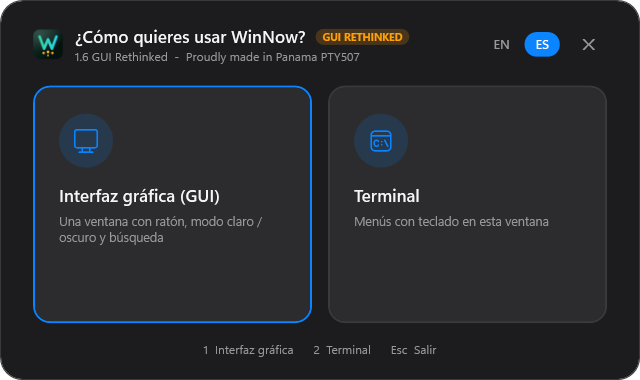 ¿Cómo quieres usar WinNow? GUI RETHINKED
1.6 GUI Rethinked - Proudly made in Panama PTY507
EN ES
W
Interfaz gráfica (GUI)
Una ventana con ratón, modo claro /
oscuro y búsqueda
C:\
Terminal
Menús con teclado en esta ventana
1 Interfaz gráfica 2 Terminal Esc Salir